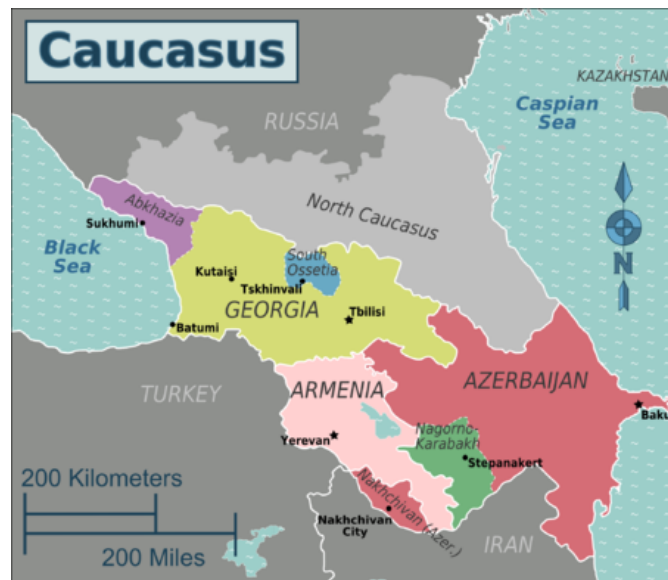 Caucasus
KAZAKHSTAN
Caspian
Sea
RUSSIA
North Caucasus
Abkhazia
Sukhumi
Black
Sea
South
Ossetia
Kutaisi
Tskhinvali
GEORGIA
Tbilisi
N
Batumi
TURKEY
ARMENIA
AZERBAIJAN
Baku
Nagorno-
Karabakh
Yerevan
Stepanakert
Nakhchivan (Azer.)
Nakhchivan
City
IRAN
200 Kilometers
200 Miles